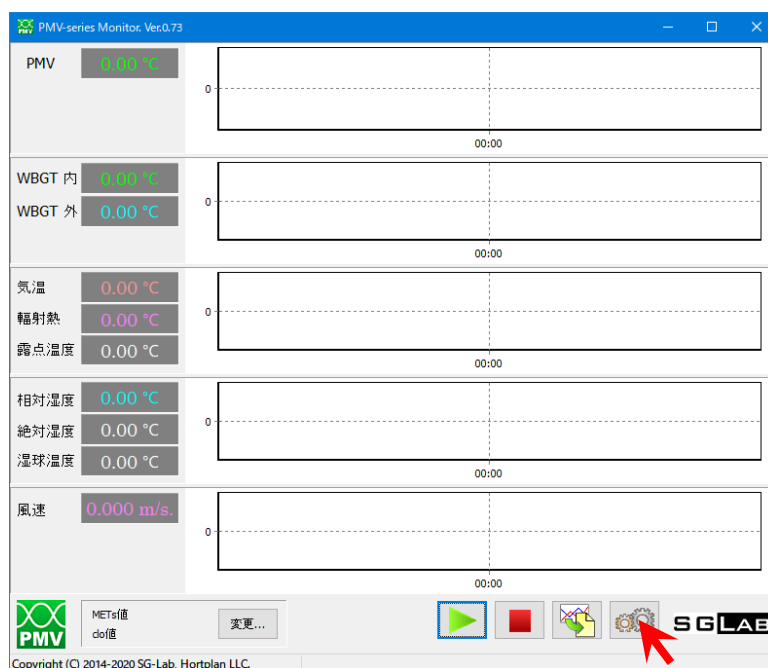 PMV-series Monitor. Ver.0.73
PMV 0.00 °C
0
00:00
WBGT 内 0.00 °C
WBGT 外 0.00 °C
0
00:00
気温 0.00 °C
輻射熱 0.00 °C
露点温度 0.00 °C
0
00:00
相対湿度 0.00 °C
絶対湿度 0.00 °C
湿球温度 0.00 °C
0
00:00
風速 0.000 m/s.
0
00:00
PMV
METs値
clo値
変更...
SGLAB
Copyright (C) 2014-2020 SG-Lab, Hortplan LLC.